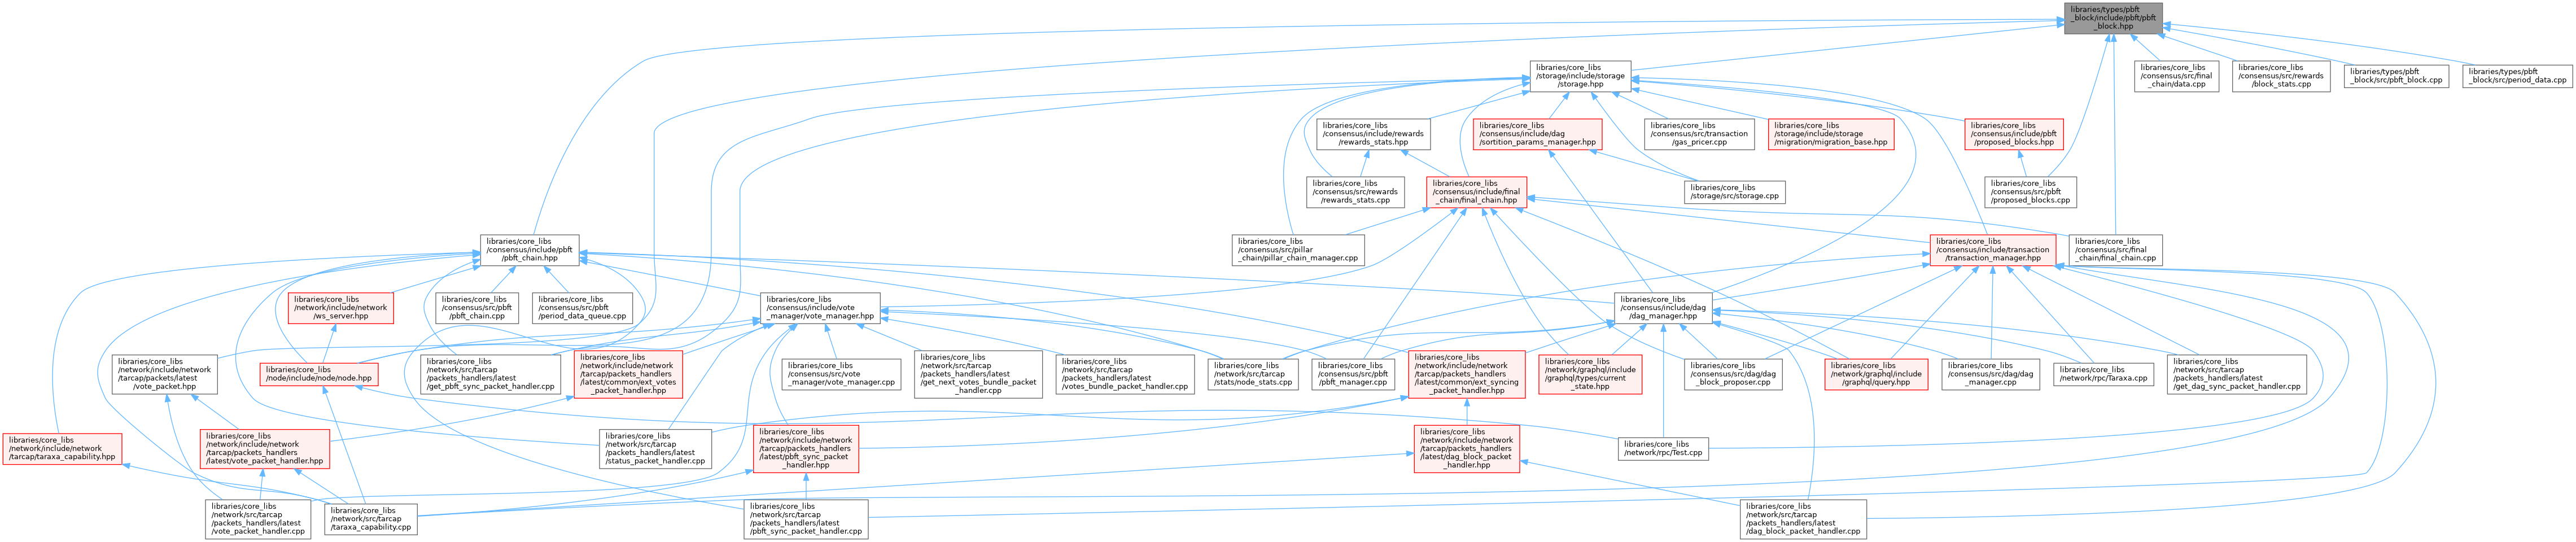 libraries/types/pbft
_block/include/pbft/pbft
_block.hpp
libraries/core_libs
/storage/include/storage
/storage.hpp
libraries/core_libs
/consensus/src/final
_chain/data.cpp
libraries/core_libs
/consensus/src/rewards
/block_stats.cpp
libraries/types/pbft
_block/src/pbft_block.cpp
libraries/types/pbft
_block/src/period_data.cpp
libraries/core_libs
/consensus/include/rewards
/rewards_stats.hpp
libraries/core_libs
/consensus/include/dag
/sortition_params_manager.hpp
libraries/core_libs
/consensus/src/transaction
/gas_pricer.cpp
libraries/core_libs
/storage/include/storage
/migration/migration_base.hpp
libraries/core_libs
/consensus/include/pbft
/proposed_blocks.hpp
libraries/core_libs
/consensus/src/rewards
/rewards_stats.cpp
libraries/core_libs
/consensus/include/final
_chain/final_chain.hpp
libraries/core_libs
/storage/src/storage.cpp
libraries/core_libs
/consensus/src/pbft
/proposed_blocks.cpp
libraries/core_libs
/consensus/include/pbft
/pbft_chain.hpp
libraries/core_libs
/consensus/src/pillar
_chain/pillar_chain_manager.cpp
libraries/core_libs
/consensus/include/transaction
/transaction_manager.hpp
libraries/core_libs
/consensus/src/final
_chain/final_chain.cpp
libraries/core_libs
/network/include/network
/ws_server.hpp
libraries/core_libs
/consensus/src/pbft
/pbft_chain.cpp
libraries/core_libs
/consensus/src/pbft
/period_data_queue.cpp
libraries/core_libs
/consensus/include/vote
_manager/vote_manager.hpp
libraries/core_libs
/consensus/include/dag
/dag_manager.hpp
libraries/core_libs
/network/include/network
/tarcap/packets/latest
/vote_packet.hpp
libraries/core_libs
/node/include/node/node.hpp
libraries/core_libs
/network/src/tarcap
/packets_handlers/latest
/get_pbft_sync_packet_handler.cpp
libraries/core_libs
/network/include/network
/tarcap/packets_handlers
/latest/common/ext_votes
_packet_handler.hpp
libraries/core_libs
/consensus/src/vote
_manager/vote_manager.cpp
libraries/core_libs
/network/src/tarcap
/packets_handlers/latest
/get_next_votes_bundle_packet
_handler.cpp
libraries/core_libs
/network/src/tarcap
/packets_handlers/latest
/votes_bundle_packet_handler.cpp
libraries/core_libs
/network/src/tarcap
/stats/node_stats.cpp
libraries/core_libs
/consensus/src/pbft
/pbft_manager.cpp
libraries/core_libs
/network/include/network
/tarcap/packets_handlers
/latest/common/ext_syncing
_packet_handler.hpp
libraries/core_libs
/network/graphql/include
/graphql/types/current
_state.hpp
libraries/core_libs
/consensus/src/dag/dag
_block_proposer.cpp
libraries/core_libs
/network/graphql/include
/graphql/query.hpp
libraries/core_libs
/consensus/src/dag/dag
_manager.cpp
libraries/core_libs
/network/rpc/Taraxa.cpp
libraries/core_libs
/network/src/tarcap
/packets_handlers/latest
/get_dag_sync_packet_handler.cpp
libraries/core_libs
/network/include/network
/tarcap/taraxa_capability.hpp
libraries/core_libs
/network/include/network
/tarcap/packets_handlers
/latest/vote_packet_handler.hpp
libraries/core_libs
/network/src/tarcap
/packets_handlers/latest
/status_packet_handler.cpp
libraries/core_libs
/network/include/network
/tarcap/packets_handlers
/latest/pbft_sync_packet
_handler.hpp
libraries/core_libs
/network/include/network
/tarcap/packets_handlers
/latest/dag_block_packet
_handler.hpp
libraries/core_libs
/network/rpc/Test.cpp
libraries/core_libs
/network/src/tarcap
/packets_handlers/latest
/vote_packet_handler.cpp
libraries/core_libs
/network/src/tarcap
/taraxa_capability.cpp
libraries/core_libs
/network/src/tarcap
/packets_handlers/latest
/pbft_sync_packet_handler.cpp
libraries/core_libs
/network/src/tarcap
/packets_handlers/latest
/dag_block_packet_handler.cpp